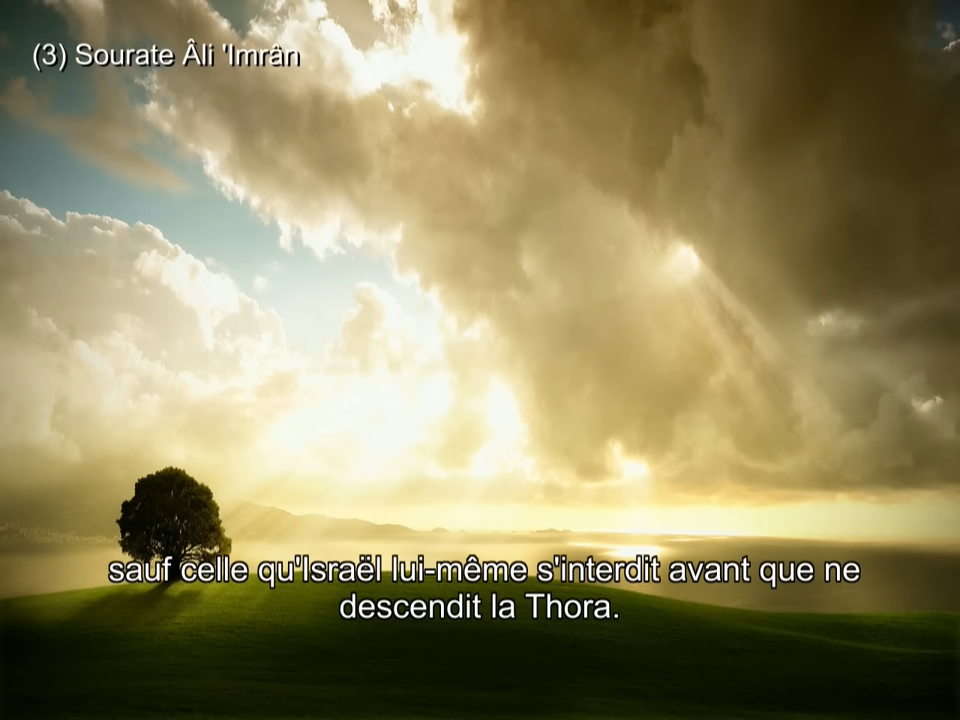 (3) Sourate Âli 'Imrân
sauf celle qu'Israël lui-même s'interdit avant que ne
descendit la Thora.